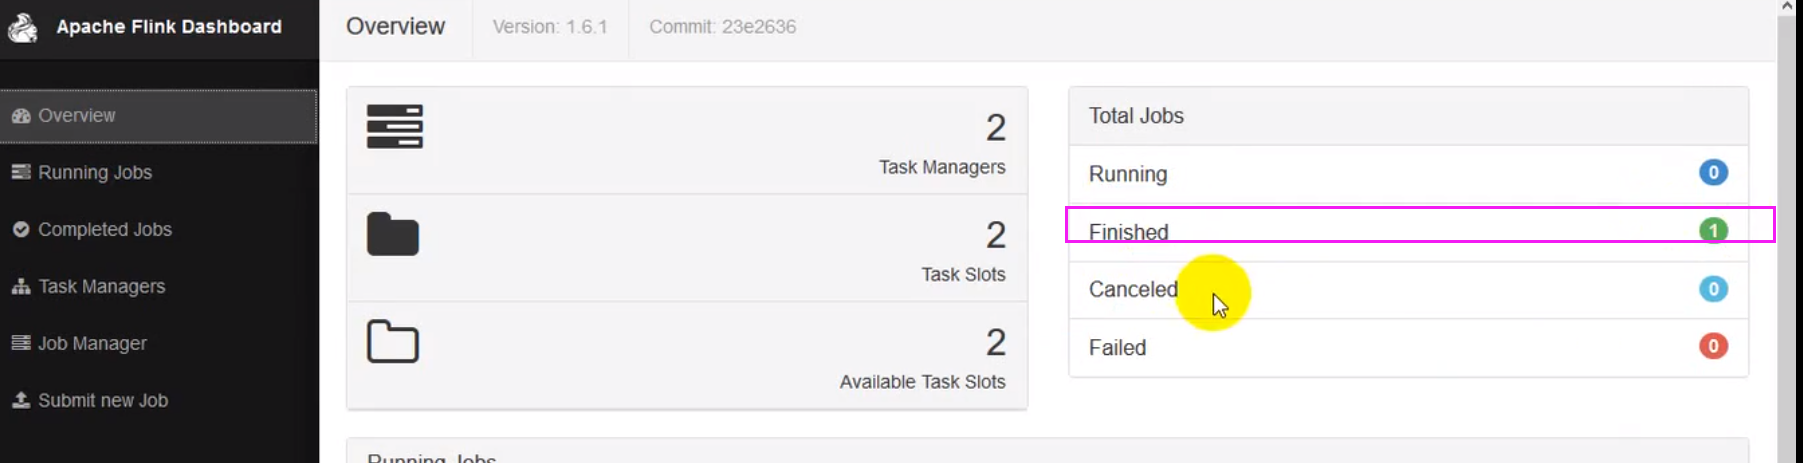 Apache Flink Dashboard
Overview
Version: 1.6.1
Commit: 23e2636
Overview
Running Jobs
Completed Jobs
Task Managers
Job Manager
Submit new Job
2
Task Managers
2
Task Slots
2
Available Task Slots
Total Jobs
Running 0
Finished 1
Canceled 0
Failed 0
Running Jobs